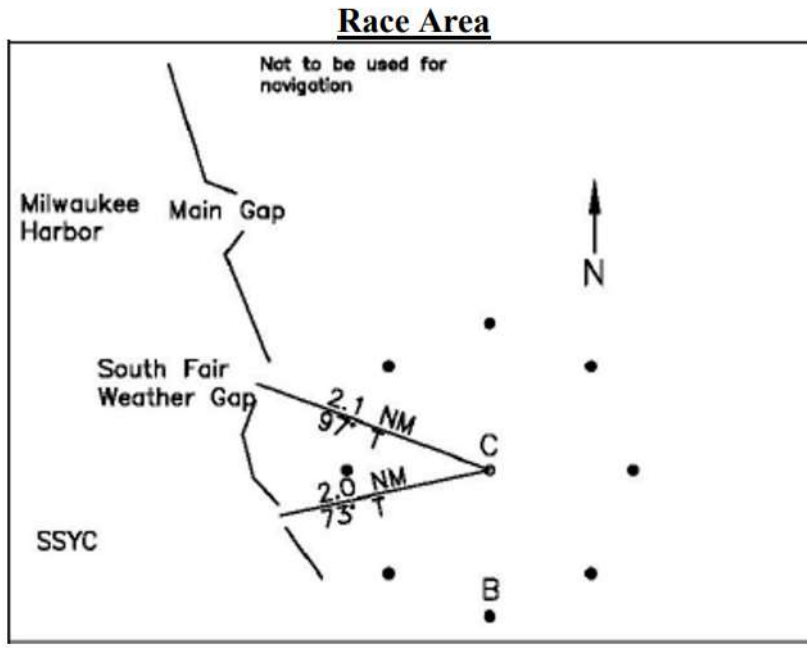 Race Area
Not to be used for
navigation
Milwaukee
Harbor
Main Gap
N
South Fair
Weather Gap
2.1 NM
97° T
C
2.0 NM
73° T
SSYC
B